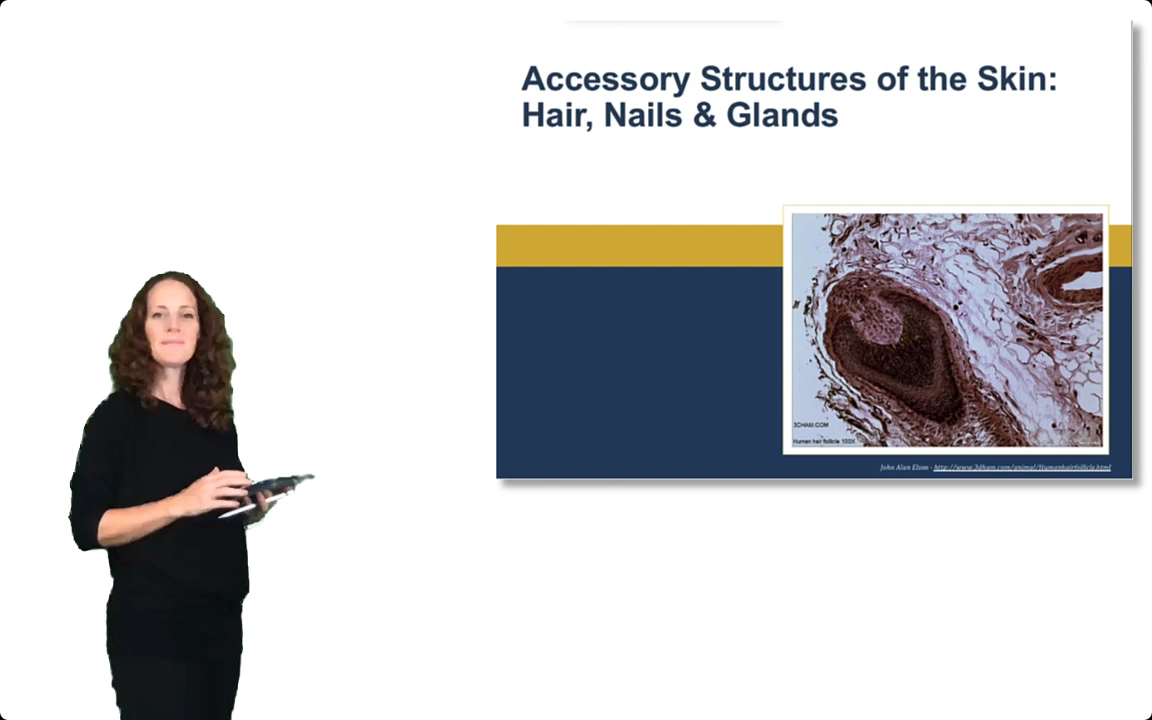 Accessory Structures of the Skin:
Hair, Nails & Glands
3DHAM.COM
Human hair follicle 100X
John Alan Elson - http://www.3dham.com/animal/Humanhairfollicle.html